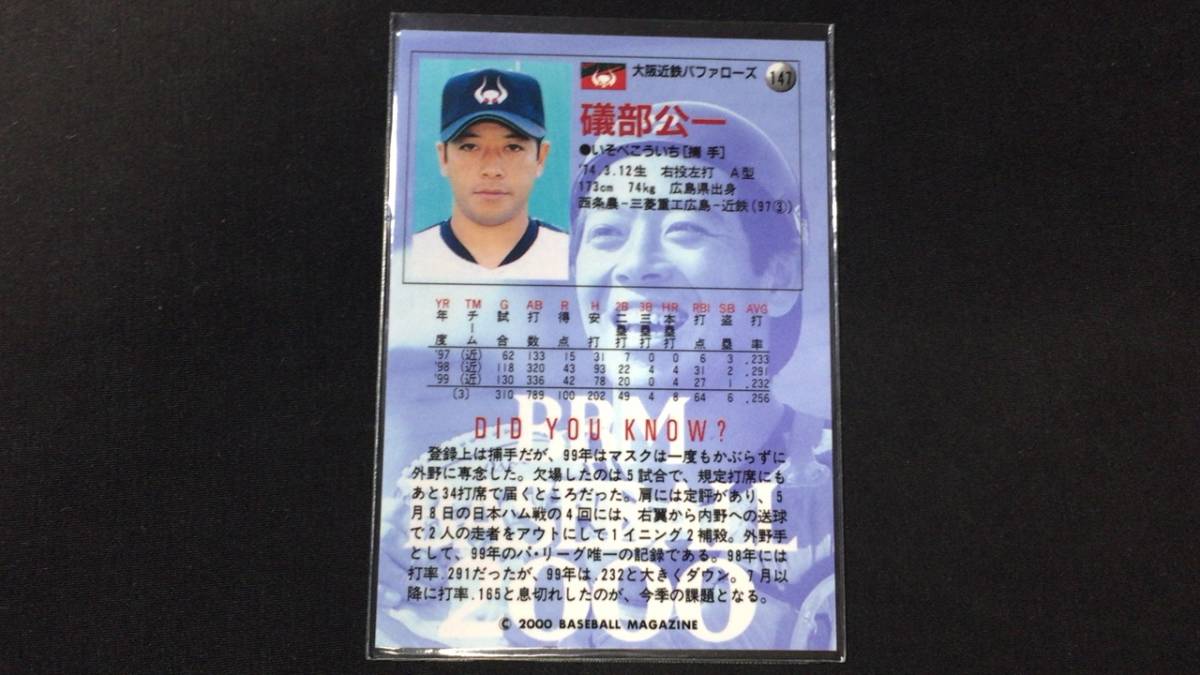 大阪近鉄バファローズ 147
礒部公一
●いそべこういち[捕 手]
'74.3.12生 右投左打 A型
173cm 74kg 広島県出身
西条農－三菱重工広島－近鉄(97③)
YR TM G AB R H 2B 3B HR RBI SB AVG
年度 チーム 試合 打数 得点 安打 二塁打 三塁打 本塁打 打点 盗塁 打率
'97 (近) 62 133 15 31 7 0 0 6 3 .233
'98 (近) 118 320 43 93 22 4 4 31 2 .291
'99 (近) 130 336 42 78 20 0 4 27 1 .232
(3) 310 789 100 202 49 4 8 64 6 .256
DID YOU KNOW?
登録上は捕手だが、99年はマスクは一度もかぶらずに
外野に専念した。欠場したのは5試合で、規定打席にも
あと34打席で届くところだった。肩には定評があり、5
月8日の日本ハム戦の4回には、右翼から内野への送球
で2人の走者をアウトにして1イニング2補殺。外野手
として、99年のパ・リーグ唯一の記録である。98年には
打率.291だったが、99年は.232と大きくダウン。7月以
降に打率.165と息切れしたのが、今季の課題となる。
BBM
BASEBALL
2000
© 2000 BASEBALL MAGAZINE